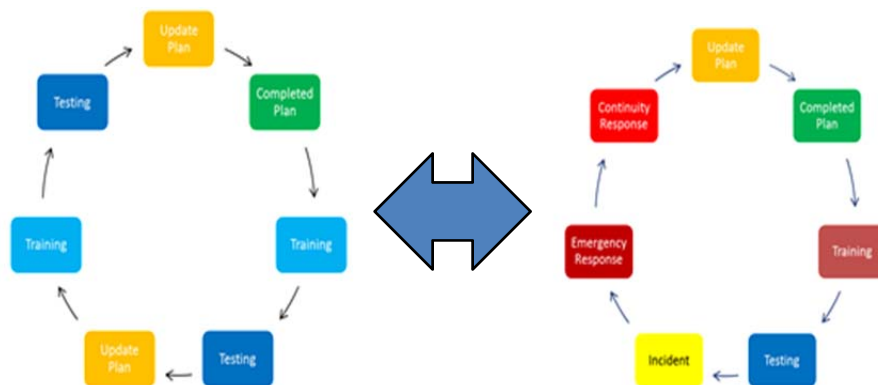 Update
Plan
Completed
Plan
Training
Testing
Update
Plan
Training
Testing
Update
Plan
Completed
Plan
Training
Testing
Incident
Emergency
Response
Continuity
Response